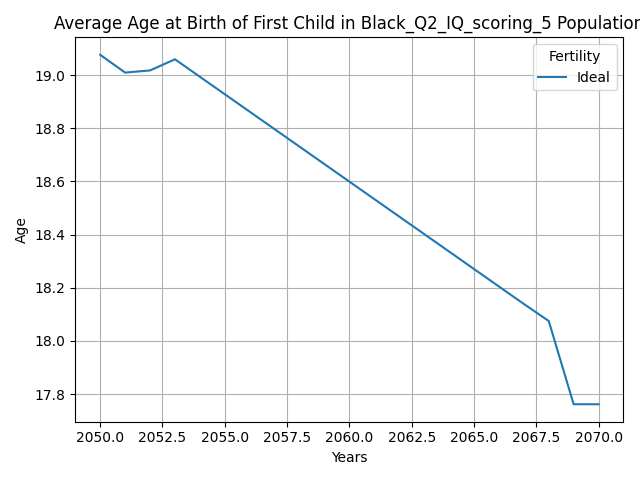 Average Age at Birth of First Child in Black_Q2_IQ_scoring_5 Population
Fertility
Ideal
19.0
18.8
18.6
18.4
18.2
18.0
17.8
Age
2050.0 2052.5 2055.0 2057.5 2060.0 2062.5 2065.0 2067.5 2070.0
Years